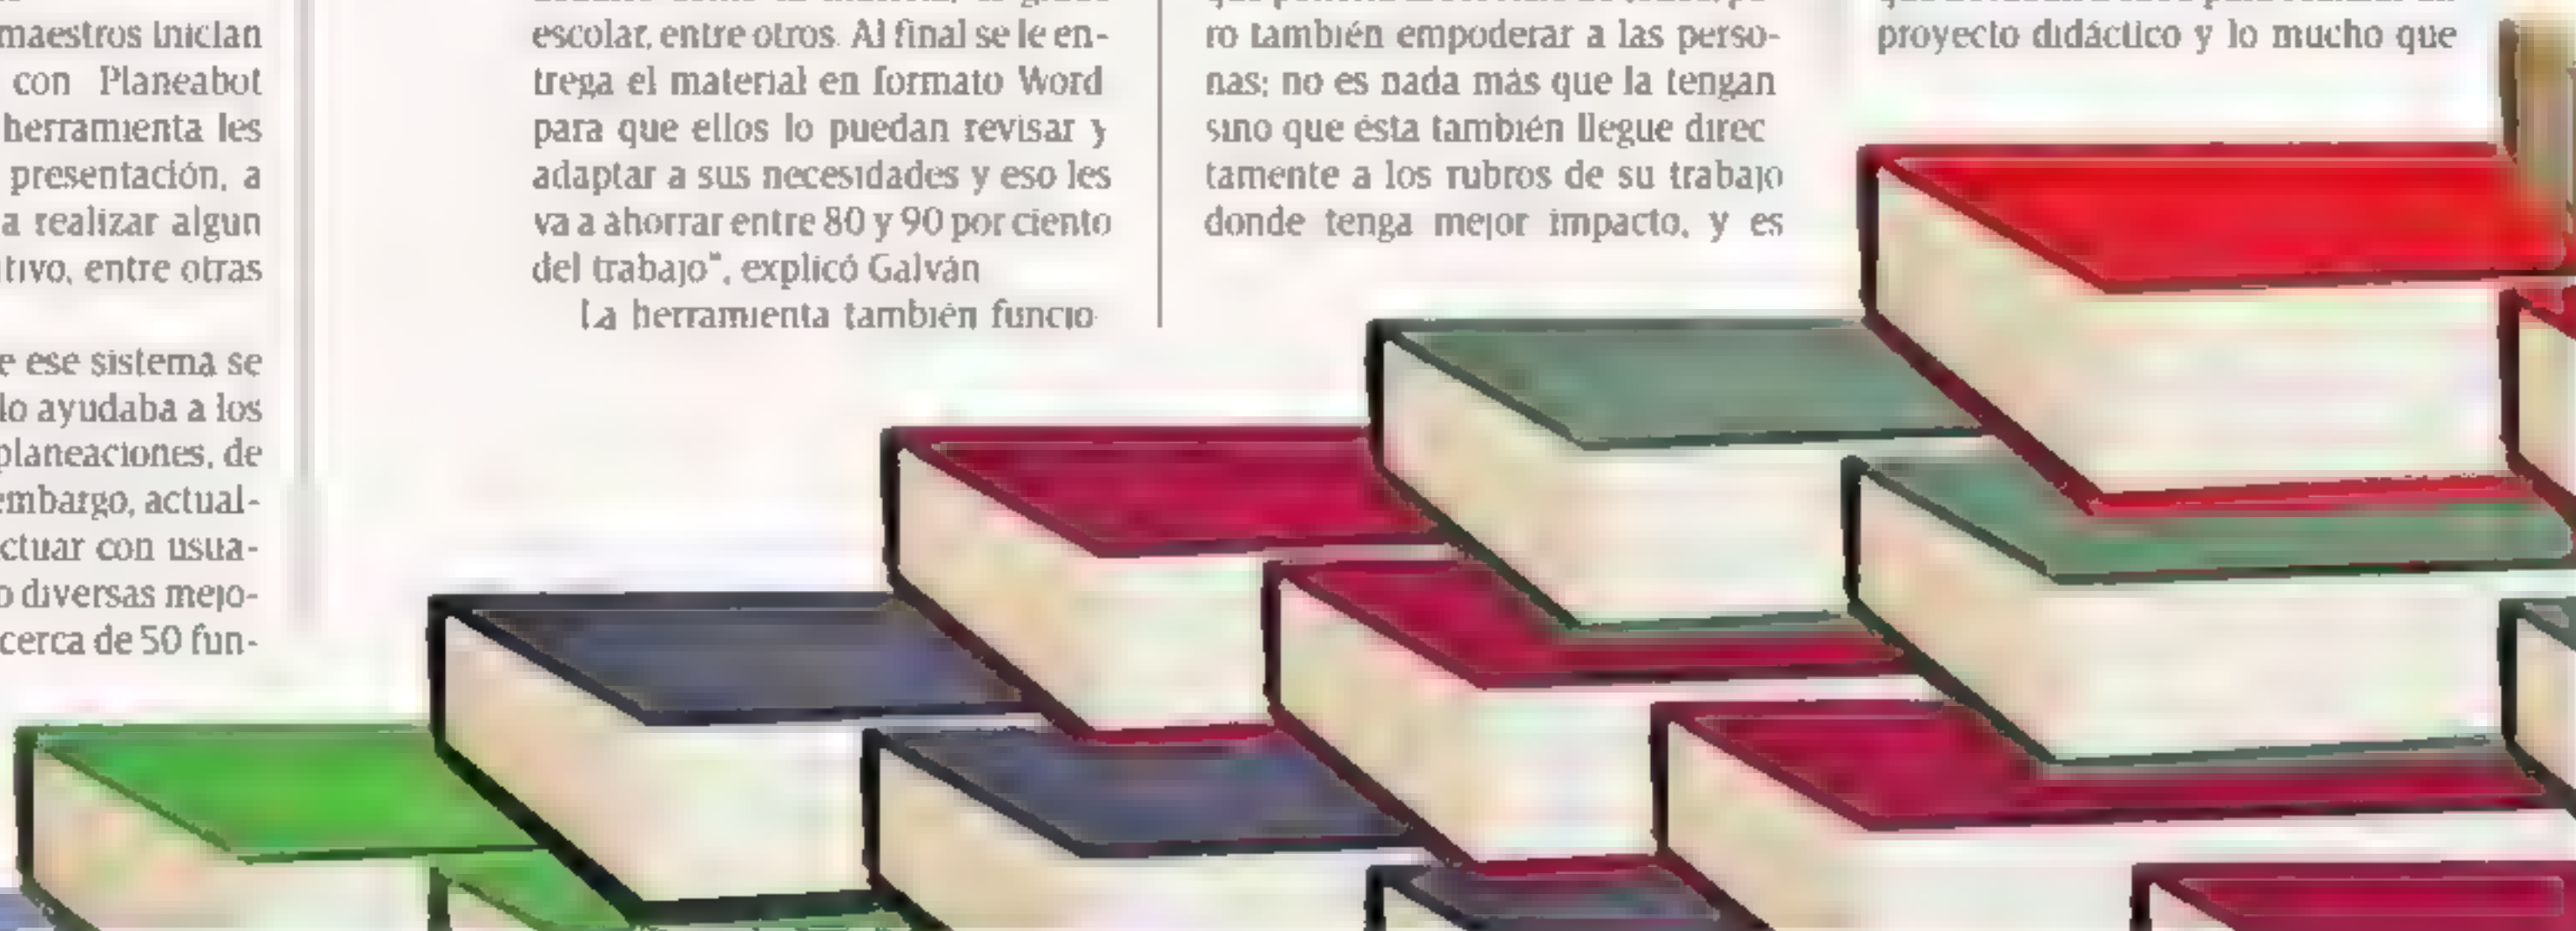 maestros inician
con Planeabot
herramienta les
presentación, a
a realizar algun
entre otras
ese sistema se
lo ayudaba a los
planeaciones, de
embargo, actual-
con usua-
diversas mejo-
cerca de 50 fun-
escolar, entre otros. Al final se le en-
trega el material en formato Word
para que ellos lo puedan revisar y
adaptar a sus necesidades y eso les
va a ahorrar entre 80 y 90 por ciento
del trabajo", explicó Galván
La herramienta también funcio-
ro también empoderar a las perso-
nas; no es nada más que la tengan
sino que ésta también llegue direc
tamente a los rubros de su trabajo
donde tenga mejor impacto, y es
proyecto didáctico y lo mucho que